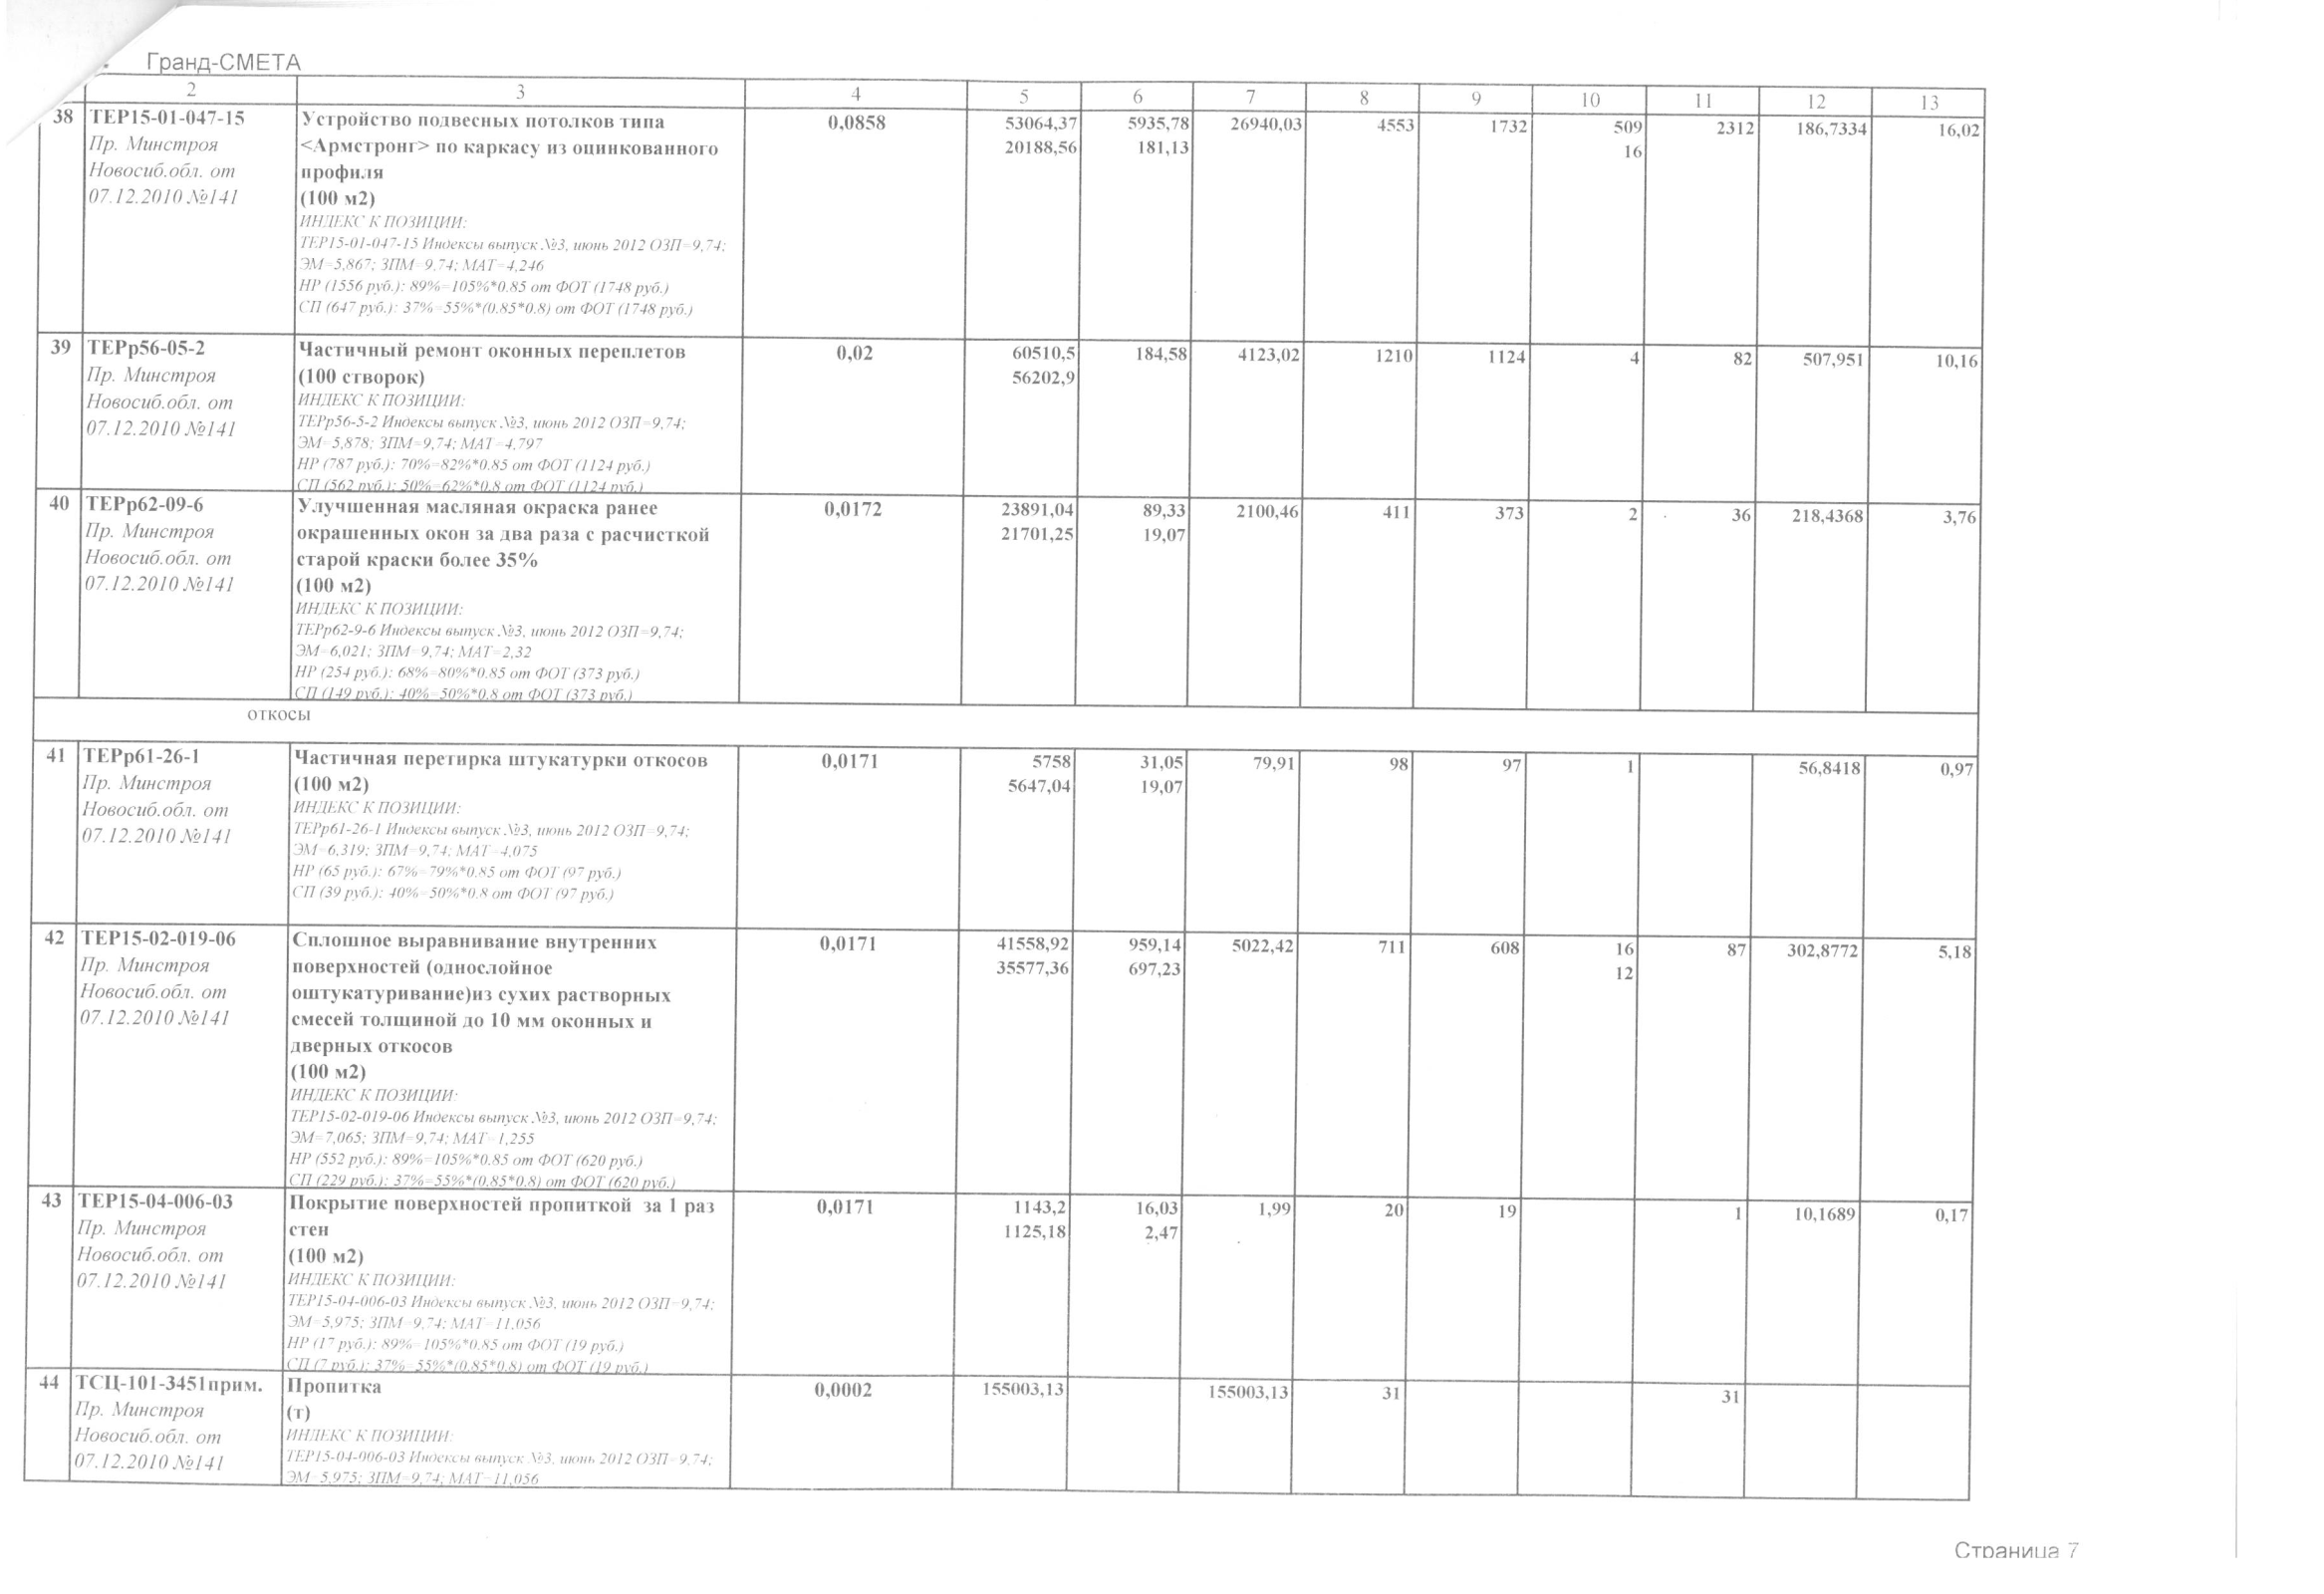 Гранд-СМЕТА
2 3 4 5 6 7 8 9 10 11 12 13
38 ТЕР15-01-047-15 Устройство подвесных потолков типа 0,0858 53064,37 5935,78 26940,03 4553 1732 509 2312 186,7334 16,02
Пр. Минстроя <Армстронг> по каркасу из оцинкованного 20188,56 181,13 16
Новосиб.обл. от профиля
07.12.2010 №141 (100 м2)
ИНДЕКС К ПОЗИЦИИ:
ТЕР15-01-047-15 Индексы выпуск №3, июнь 2012 ОЗП=9,74;
ЭМ=5,867; ЗПМ=9,74; МАТ=4,246
НР (1556 руб.): 89%=105%*0.85 от ФОТ (1748 руб.)
СП (647 руб.): 37%=55%*(0.85*0.8) от ФОТ (1748 руб.)
39 ТЕРр56-05-2 Частичный ремонт оконных переплетов 0,02 60510,5 184,58 4123,02 1210 1124 4 82 507,951 10,16
Пр. Минстроя (100 створок) 56202,9
Новосиб.обл. от ИНДЕКС К ПОЗИЦИИ:
07.12.2010 №141 ТЕРр56-5-2 Индексы выпуск №3, июнь 2012 ОЗП=9,74;
ЭМ=5,878; ЗПМ=9,74; МАТ=4,797
НР (787 руб.): 70%=82%*0.85 от ФОТ (1124 руб.)
СП (562 руб.): 50%=62%*0.8 от ФОТ (1124 руб.)
40 ТЕРр62-09-6 Улучшенная масляная окраска ранее 0,0172 23891,04 89,33 2100,46 411 373 2 36 218,4368 3,76
Пр. Минстроя окрашенных окон за два раза с расчисткой 21701,25 19,07
Новосиб.обл. от старой краски более 35%
07.12.2010 №141 (100 м2)
ИНДЕКС К ПОЗИЦИИ:
ТЕРр62-9-6 Индексы выпуск №3, июнь 2012 ОЗП=9,74;
ЭМ=6,021; ЗПМ=9,74; МАТ=2,32
НР (254 руб.): 68%=80%*0.85 от ФОТ (373 руб.)
СП (149 руб.): 40%=50%*0.8 от ФОТ (373 руб.)
откосы
41 ТЕРр61-26-1 Частичная перетирка штукатурки откосов 0,0171 5758 31,05 79,91 98 97 1 56,8418 0,97
Пр. Минстроя (100 м2) 5647,04 19,07
Новосиб.обл. от ИНДЕКС К ПОЗИЦИИ:
07.12.2010 №141 ТЕРр61-26-1 Индексы выпуск №3, июнь 2012 ОЗП=9,74;
ЭМ=6,319; ЗПМ=9,74; МАТ=4,075
НР (65 руб.): 67%=79%*0.85 от ФОТ (97 руб.)
СП (39 руб.): 40%=50%*0.8 от ФОТ (97 руб.)
42 ТЕР15-02-019-06 Сплошное выравнивание внутренних 0,0171 41558,92 959,14 5022,42 711 608 16 87 302,8772 5,18
Пр. Минстроя поверхностей (однослойное 35577,36 697,23 12
Новосиб.обл. от оштукатуривание)из сухих растворных
07.12.2010 №141 смесей толщиной до 10 мм оконных и
дверных откосов
(100 м2)
ИНДЕКС К ПОЗИЦИИ:
ТЕР15-02-019-06 Индексы выпуск №3, июнь 2012 ОЗП=9,74;
ЭМ=7,065; ЗПМ=9,74; МАТ=1,255
НР (552 руб.): 89%=105%*0.85 от ФОТ (620 руб.)
СП (229 руб.): 37%=55%*(0.85*0.8) от ФОТ (620 руб.)
43 ТЕР15-04-006-03 Покрытие поверхностей пропиткой за 1 раз 0,0171 1143,2 16,03 1,99 20 19 1 10,1689 0,17
Пр. Минстроя стен 1125,18 2,47
Новосиб.обл. от (100 м2)
07.12.2010 №141 ИНДЕКС К ПОЗИЦИИ:
ТЕР15-04-006-03 Индексы выпуск №3, июнь 2012 ОЗП=9,74;
ЭМ=5,975; ЗПМ=9,74; МАТ=11,056
НР (17 руб.): 89%=105%*0.85 от ФОТ (19 руб.)
СП (7 руб.): 37%=55%*(0.85*0.8) от ФОТ (19 руб.)
44 ТСЦ-101-3451прим. Пропитка 0,0002 155003,13 155003,13 31 31
Пр. Минстроя (т)
Новосиб.обл. от ИНДЕКС К ПОЗИЦИИ:
07.12.2010 №141 ТЕР15-04-006-03 Индексы выпуск №3, июнь 2012 ОЗП=9,74;
ЭМ=5,975; ЗПМ=9,74; МАТ=11,056
Страница 7